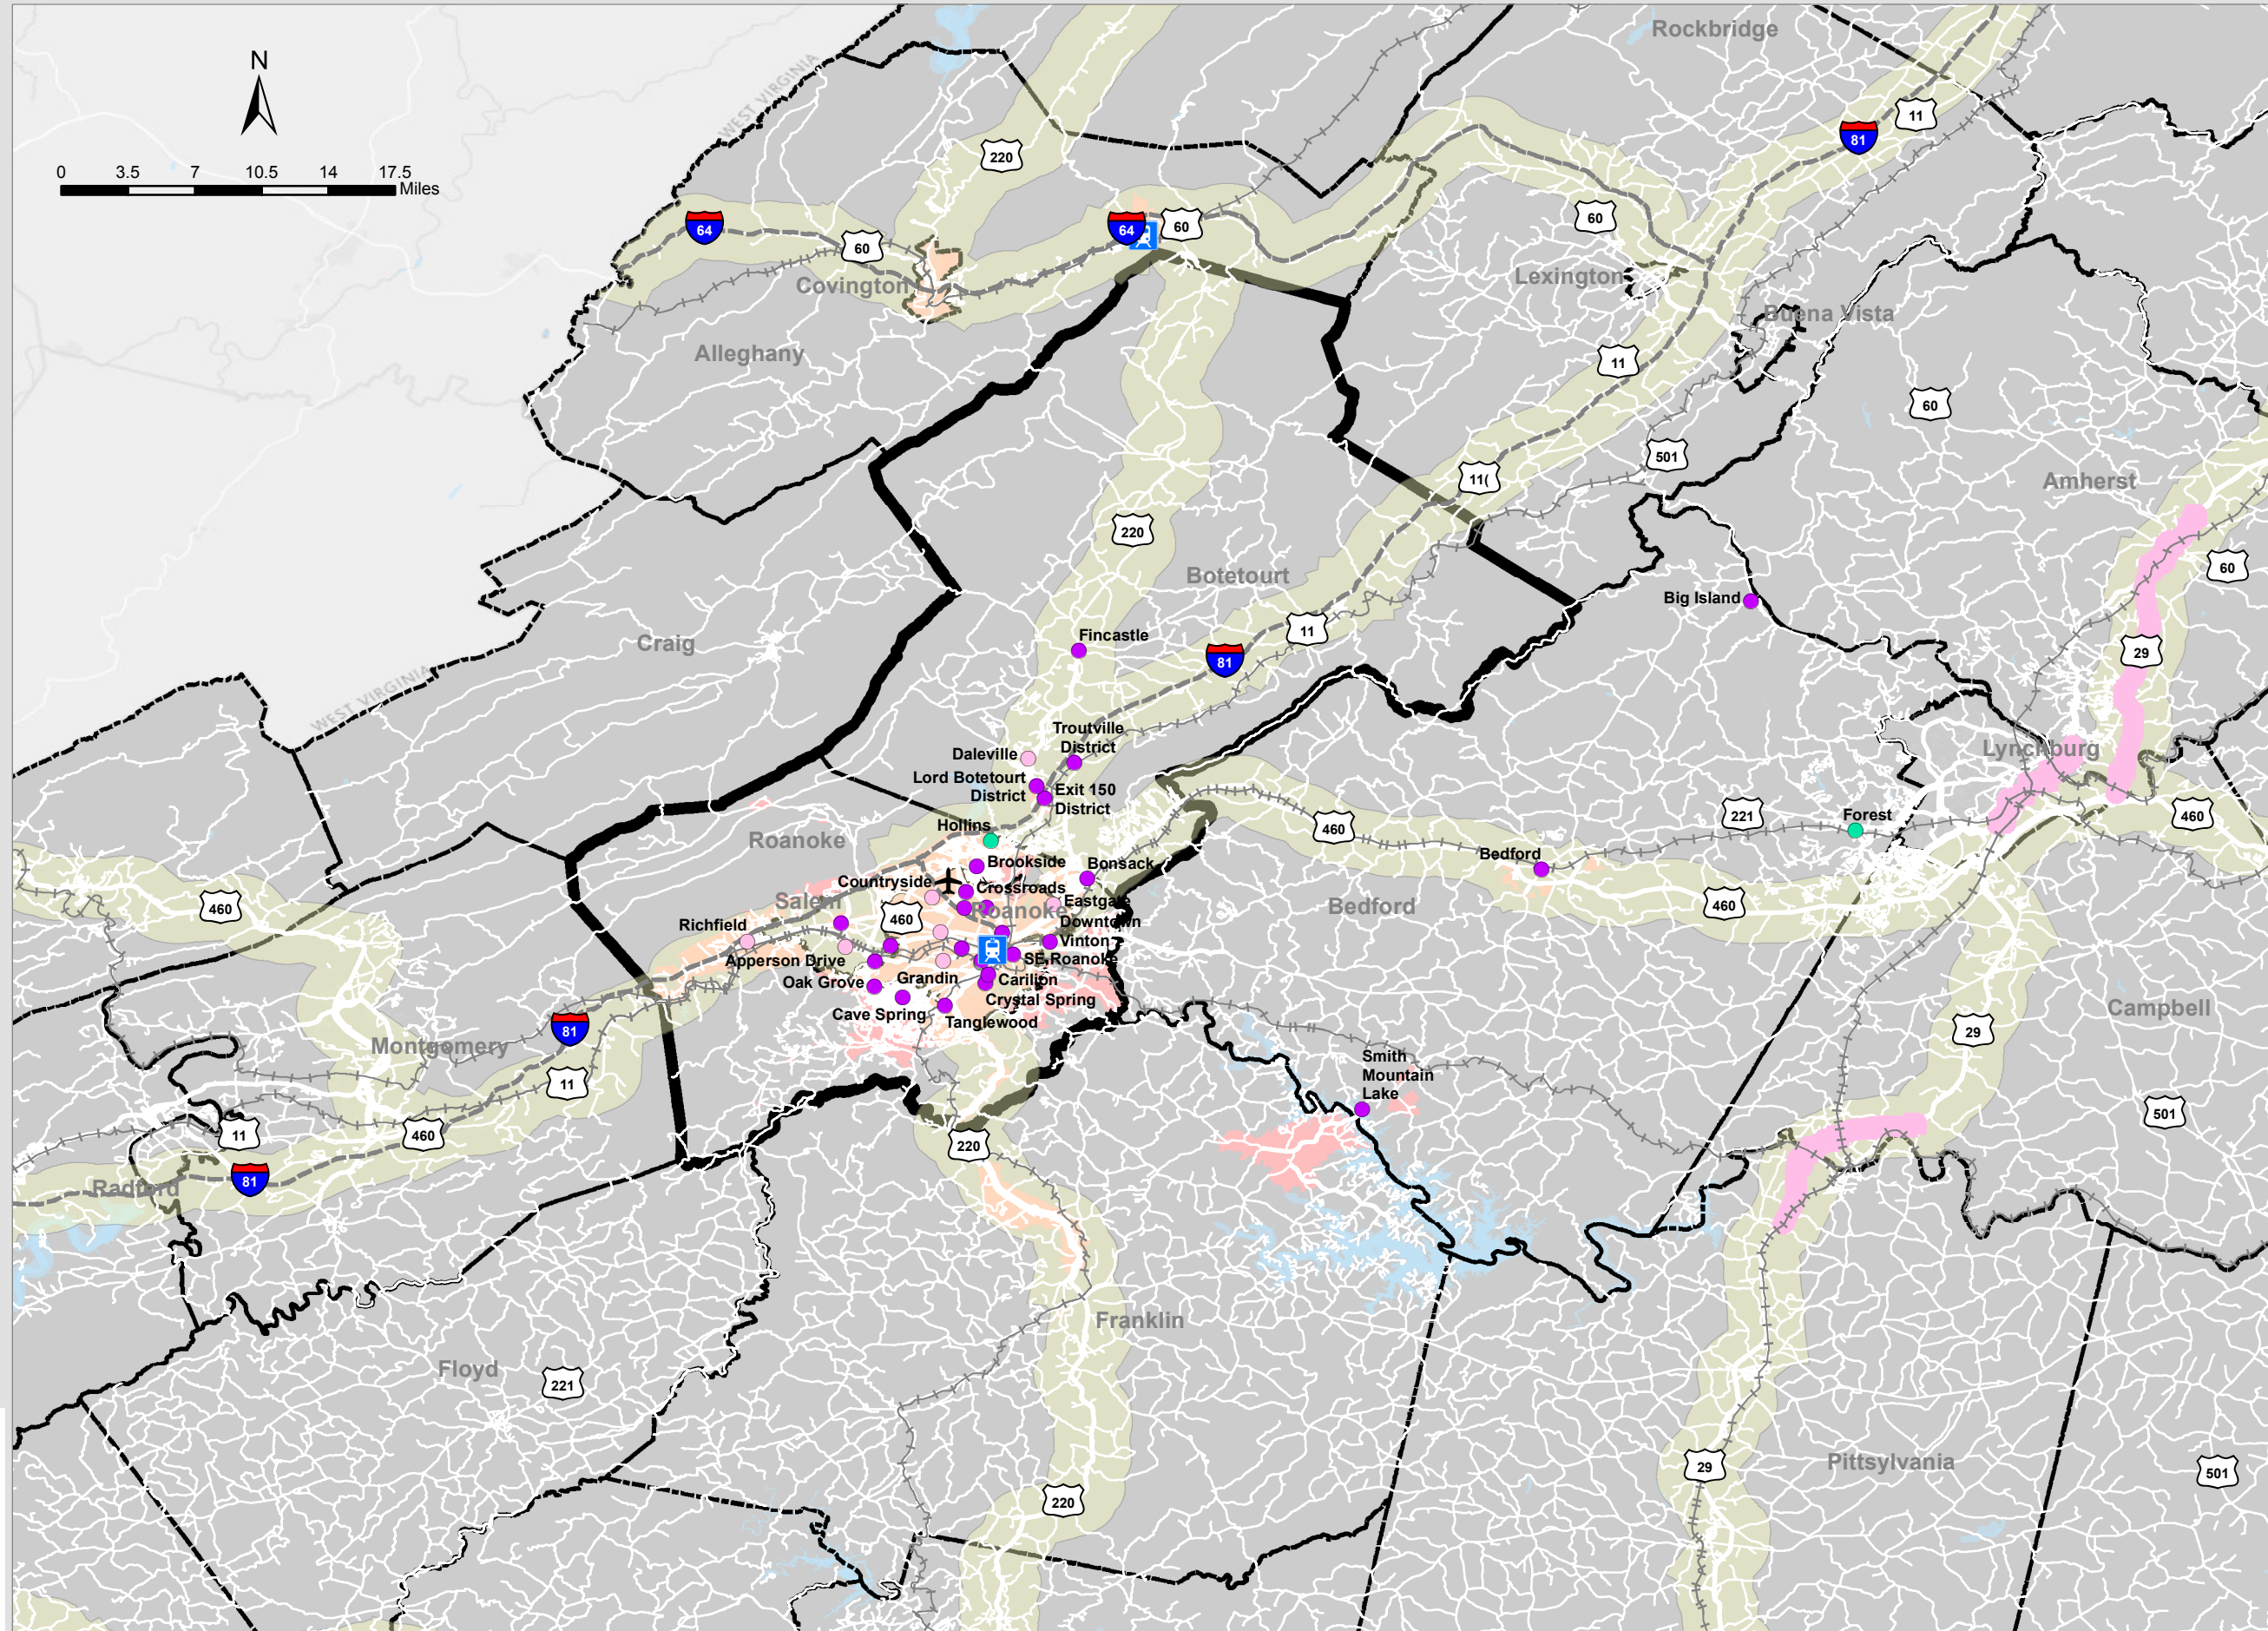 Rockbridge
N
WEST VIRGINIA
11
81
220
0 3.5 7 10.5 14 17.5
Miles
64
60
64
60
60
Covington
Lexington
Buena Vista
Alleghany
11
60
501
11(
Amherst
220
60
Botetourt
Big Island
11
Fincastle
Craig
81
29
WEST VIRGINIA
Troutville
District
Daleville
Lynchburg
Lord Botetourt
District
Exit 150
District
221
Forest
460
460
Hollins
Roanoke
Brookside
Bonsack
Bedford
Countryside
Crossroads
Salem
Eastgate
460
460
460
Roanoke
Bedford
Richfield
Downtown
Vinton
Apperson Drive
SE Roanoke
Oak Grove
Grandin
Carilion
Crystal Spring
Campbell
Cave Spring
Tanglewood
81
29
Montgomery
Smith
Mountain
Lake
11
501
11
460
220
81
Radford
Franklin
Floyd
221
29
Pittsylvania
501
220